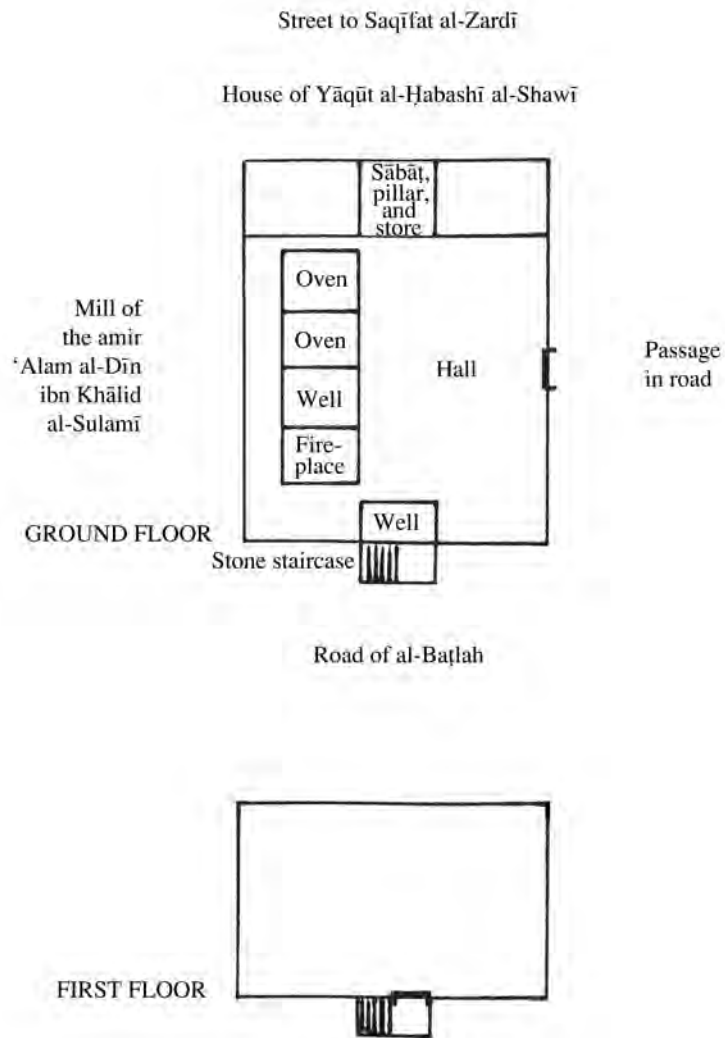 Street to Saqīfat al-Zardī
House of Yāqūt al-Ḥabashī al-Shawī
Sābāṭ,
pillar,
and
store
Oven
Oven
Well
Fire-
place
Hall
Mill of
the amir
‘Alam al-Dīn
ibn Khālid
al-Sulamī
Passage
in road
Well
GROUND FLOOR
Stone staircase
Road of al-Baṭlah
FIRST FLOOR